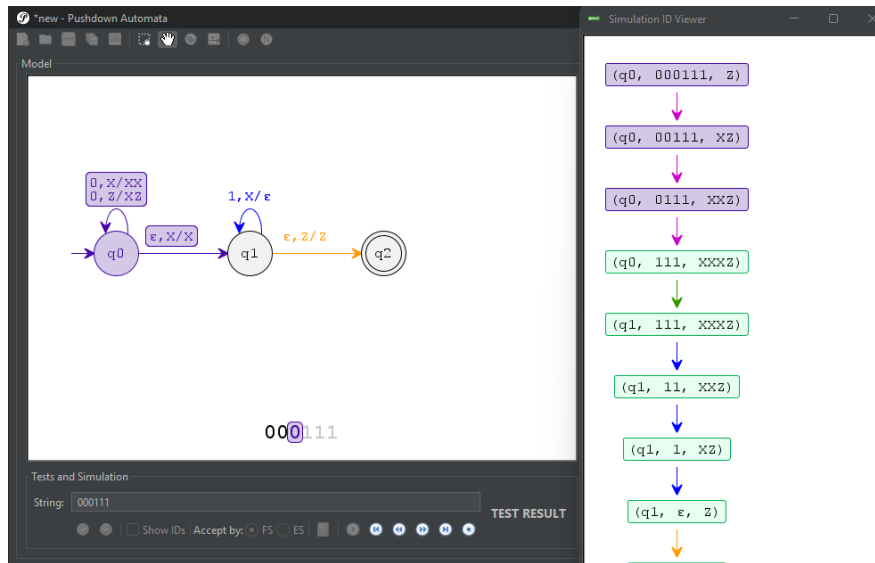 *new - Pushdown Automata
Model
0,X/XX
0,Z/XZ
ε,X/X
1,X/ε
ε,Z/Z
q0
q1
q2
000111
Tests and Simulation
String: 000111
Show IDs Accept by: FS ES
TEST RESULT
Simulation ID Viewer
(q0, 000111, Z)
(q0, 00111, XZ)
(q0, 0111, XXZ)
(q0, 111, XXXZ)
(q1, 111, XXXZ)
(q1, 11, XXZ)
(q1, 1, XZ)
(q1, ε, Z)